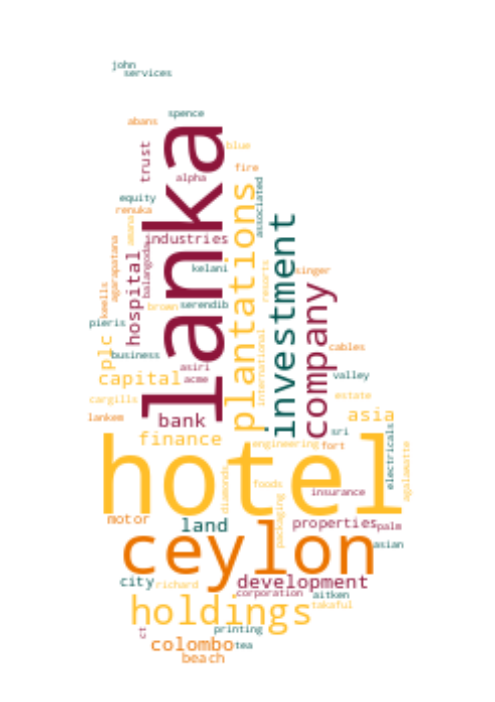 john
services
spence
abans
lanka
blue
trust
fire
alpha
plantations
associated
equity
renuka
investment
amana
industries
agarapatana
balangoda
hospital
kelani
resorts
singer
keells
company
brown
serendib
pieris
plc
international
cables
business
asiri
capital
acme
valley
cargills
estate
lankem
bank
asia
finance
sri
engineering
fort
electricals
hotel
agalawatte
diamonds
foods
insurance
packaging
motor
land
properties
palm
ceylon
asian
city
richard
development
corporation
aitken
holdings
takaful
ct
printing
colombo
tea
beach